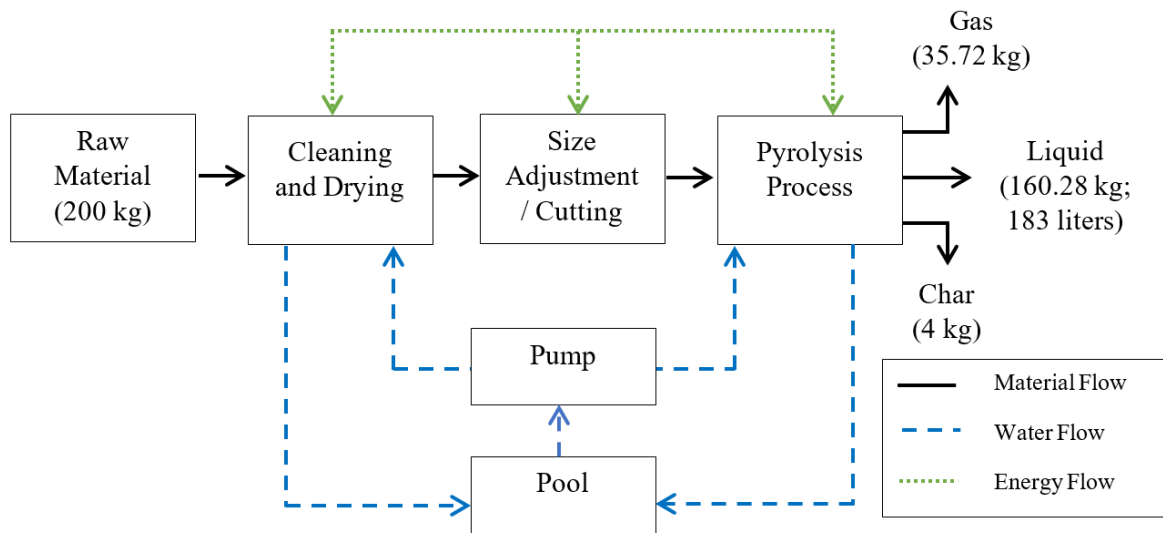 Gas
(35.72 kg)
Raw
Material
(200 kg)
Cleaning
and Drying
Size
Adjustment
/ Cutting
Pyrolysis
Process
Liquid
(160.28 kg;
183 liters)
Char
(4 kg)
Pump
Pool
Material Flow
Water Flow
Energy Flow